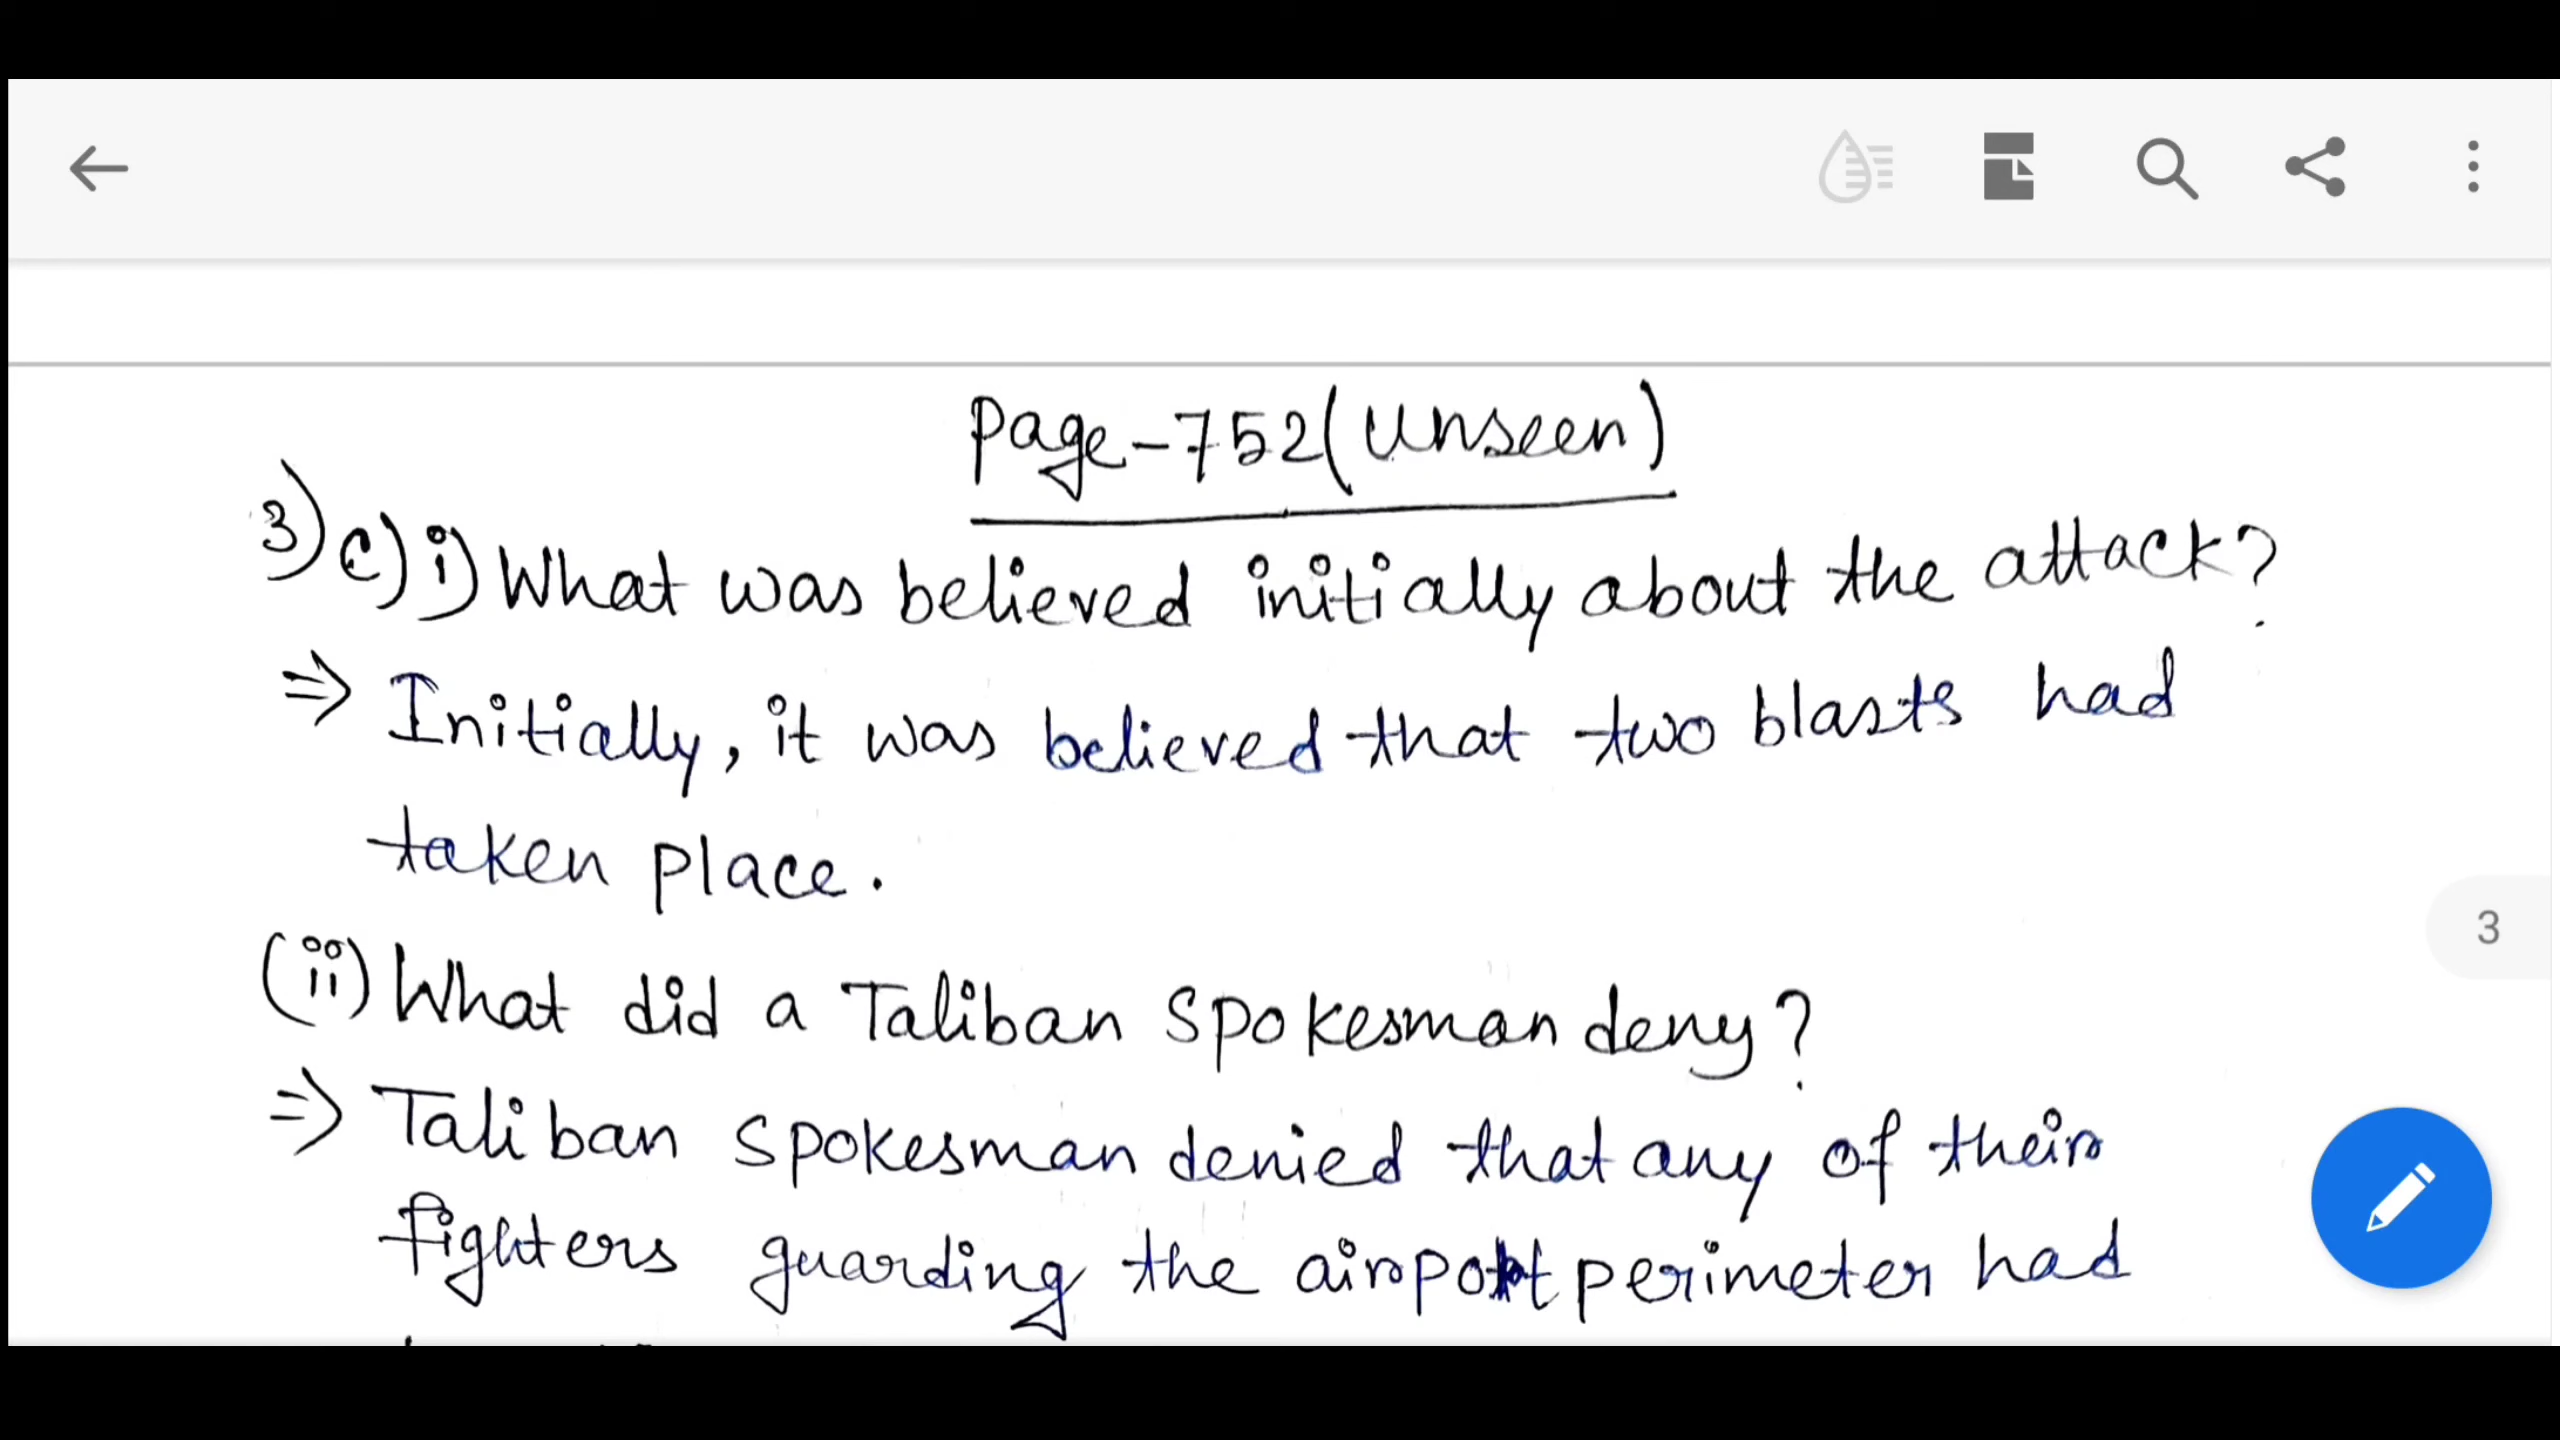 Page-752(Unseen)
3)c)i) What was believed initially about the attack?
⇒ Initially, it was believed that two blasts had
taken place.
(ii) What did a Taliban spokesman deny?
⇒ Taliban spokesman denied that any of their
fighters guarding the airport perimeter had
3